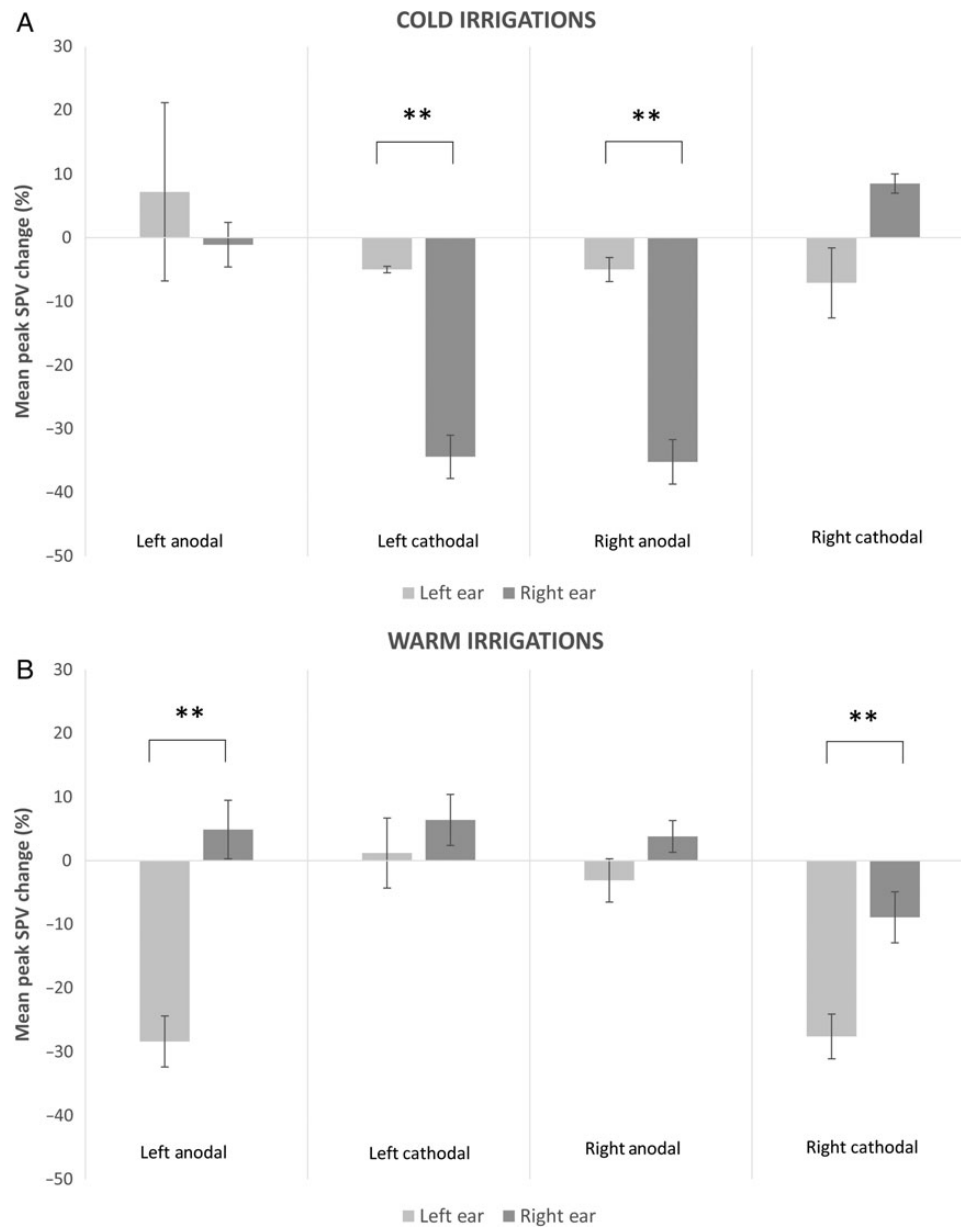 A
COLD IRRIGATIONS
30
20
10
0
–10
–20
–30
–40
–50
Mean peak SPV change (%)
**
**
Left anodal
Left cathodal
Right anodal
Right cathodal
Left ear
Right ear
B
WARM IRRIGATIONS
30
20
10
0
–10
–20
–30
–40
–50
Mean peak SPV change (%)
**
**
Left anodal
Left cathodal
Right anodal
Right cathodal
Left ear
Right ear